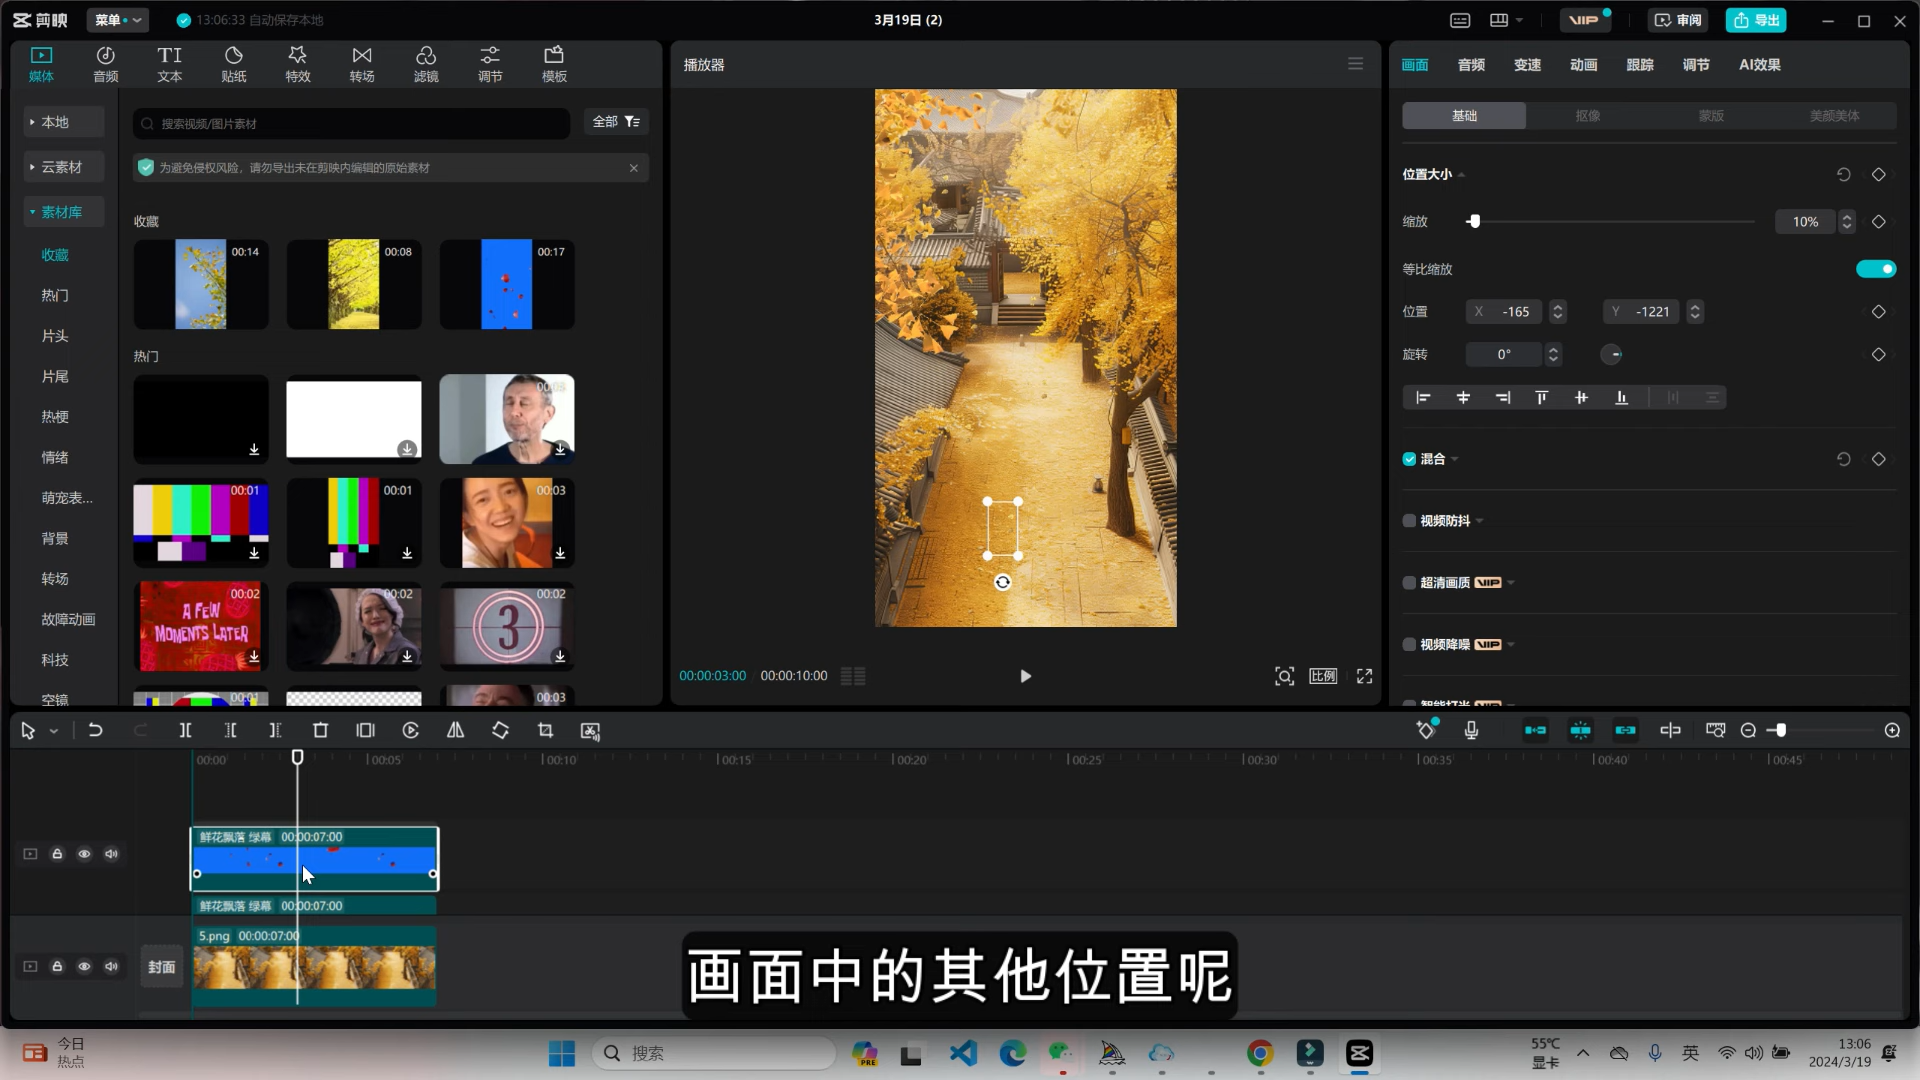 剪映
菜单
13:06:33 自动保存本地
3月19日 (2)
VIP
审阅
导出
媒体
音频
文本
贴纸
特效
转场
滤镜
调节
模板
本地
云素材
素材库
收藏
热门
片头
片尾
热梗
情绪
萌宠表...
背景
转场
故障动画
科技
空镜
搜索视频/图片素材
全部
为避免侵权风险，请勿导出未在剪映内编辑的原始素材
收藏
00:14
00:08
00:17
热门
00:03
00:01
00:01
00:03
A FEW MOMENTS LATER
00:02
00:02
3
00:02
00:01
00:03
播放器
00:00:03:00
00:00:10:00
比例
画面
音频
变速
动画
跟踪
调节
AI效果
基础
抠像
蒙版
美颜美体
位置大小
缩放
10%
等比缩放
位置
X -165
Y -1221
旋转
0°
混合
视频防抖
超清画质 VIP
视频降噪 VIP
00:00
00:05
00:10
00:15
00:20
00:25
00:30
00:35
00:40
00:45
鲜花飘落 绿幕 00:00:07:00
鲜花飘落 绿幕 00:00:07:00
5.png 00:00:07:00
封面
画面中的其他位置呢
今日
热点
搜索
PRE
55℃
显卡
英
13:06
2024/3/19